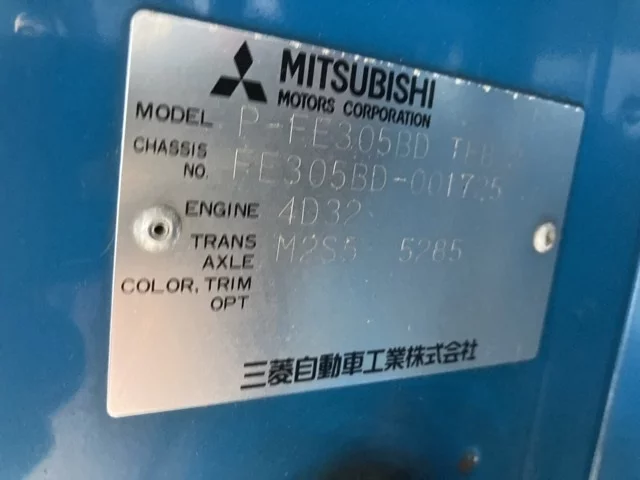 MITSUBISHI
MOTORS CORPORATION
MODEL P-FE305BD
CHASSIS NO. FE305BD-001725
ENGINE 4D32
TRANS AXLE M2S5 5285
COLOR, TRIM OPT
三菱自動車工業株式会社